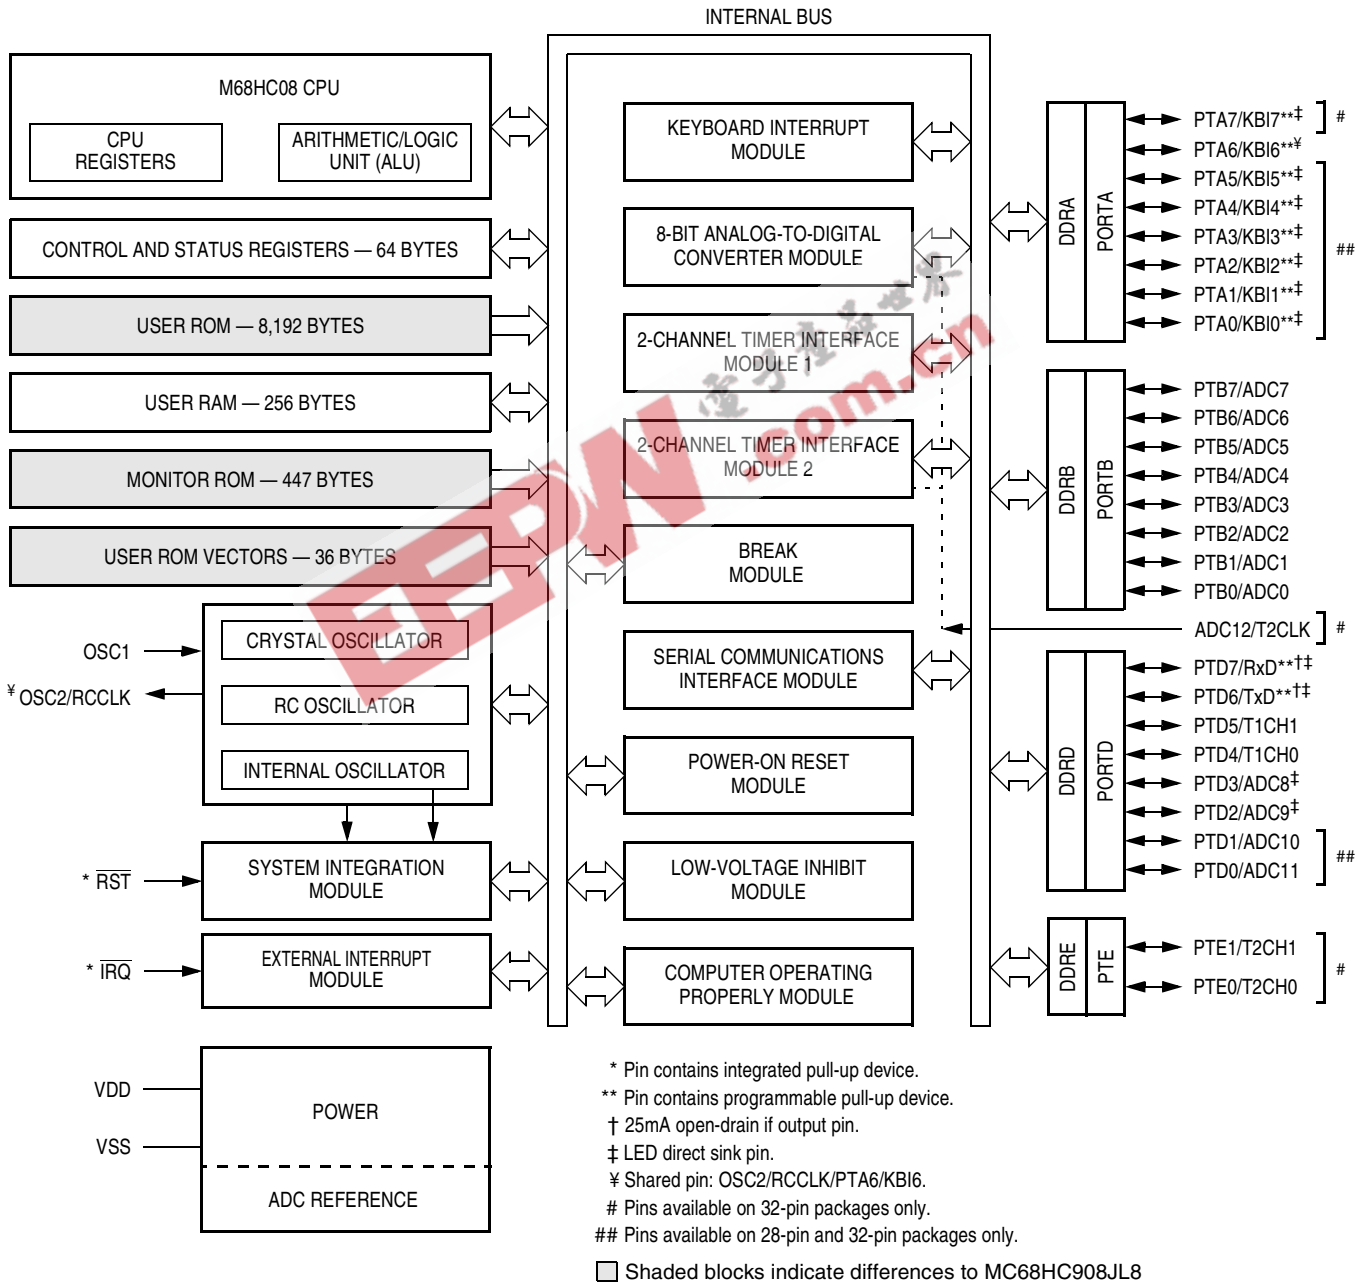 INTERNAL BUS
M68HC08 CPU
CPU
REGISTERS
ARITHMETIC/LOGIC
UNIT (ALU)
CONTROL AND STATUS REGISTERS — 64 BYTES
USER ROM — 8,192 BYTES
USER RAM — 256 BYTES
MONITOR ROM — 447 BYTES
USER ROM VECTORS — 36 BYTES
CRYSTAL OSCILLATOR
RC OSCILLATOR
INTERNAL OSCILLATOR
OSC1
¥ OSC2/RCCLK
SYSTEM INTEGRATION
MODULE
* RST
EXTERNAL INTERRUPT
MODULE
* IRQ
VDD
VSS
POWER
ADC REFERENCE
KEYBOARD INTERRUPT
MODULE
8-BIT ANALOG-TO-DIGITAL
CONVERTER MODULE
2-CHANNEL TIMER INTERFACE
MODULE 1
2-CHANNEL TIMER INTERFACE
MODULE 2
BREAK
MODULE
SERIAL COMMUNICATIONS
INTERFACE MODULE
POWER-ON RESET
MODULE
LOW-VOLTAGE INHIBIT
MODULE
COMPUTER OPERATING
PROPERLY MODULE
DDRA
PORTA
PTA7/KBI7**‡
#
PTA6/KBI6**¥
PTA5/KBI5**‡
PTA4/KBI4**‡
PTA3/KBI3**‡
PTA2/KBI2**‡
PTA1/KBI1**‡
PTA0/KBI0**‡
##
DDRB
PORTB
PTB7/ADC7
PTB6/ADC6
PTB5/ADC5
PTB4/ADC4
PTB3/ADC3
PTB2/ADC2
PTB1/ADC1
PTB0/ADC0
ADC12/T2CLK
#
DDRD
PORTD
PTD7/RxD**†‡
PTD6/TxD**†‡
PTD5/T1CH1
PTD4/T1CH0
PTD3/ADC8‡
PTD2/ADC9‡
PTD1/ADC10
PTD0/ADC11
##
DDRE
PTE
PTE1/T2CH1
PTE0/T2CH0
#
* Pin contains integrated pull-up device.
** Pin contains programmable pull-up device.
† 25mA open-drain if output pin.
‡ LED direct sink pin.
¥ Shared pin: OSC2/RCCLK/PTA6/KBI6.
# Pins available on 32-pin packages only.
## Pins available on 28-pin and 32-pin packages only.
Shaded blocks indicate differences to MC68HC908JL8
EEPW
電子產品世界
.com.cn